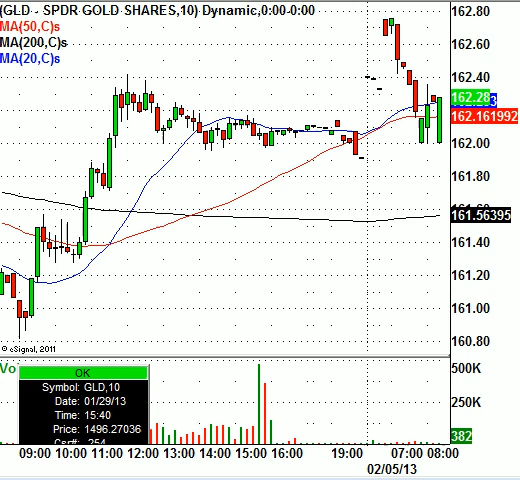 (GLD - SPDR GOLD SHARES,10) Dynamic,0:00-0:00
MA(50,C)s
MA(200,C)s
MA(20,C)s
162.80
162.60
162.40
162.28
162.161992
162.00
161.56395
161.40
161.20
161.00
160.80
© eSignal, 2011
Vo
OK
Symbol: GLD,10
Date: 01/29/13
Time: 15:40
Price: 1496.27036
Csr#: -254
500K
250K
382
09:00 10:00 11:00 12:00 13:00 14:00 15:00 16:00 19:00 07:00 08:00
02/05/13